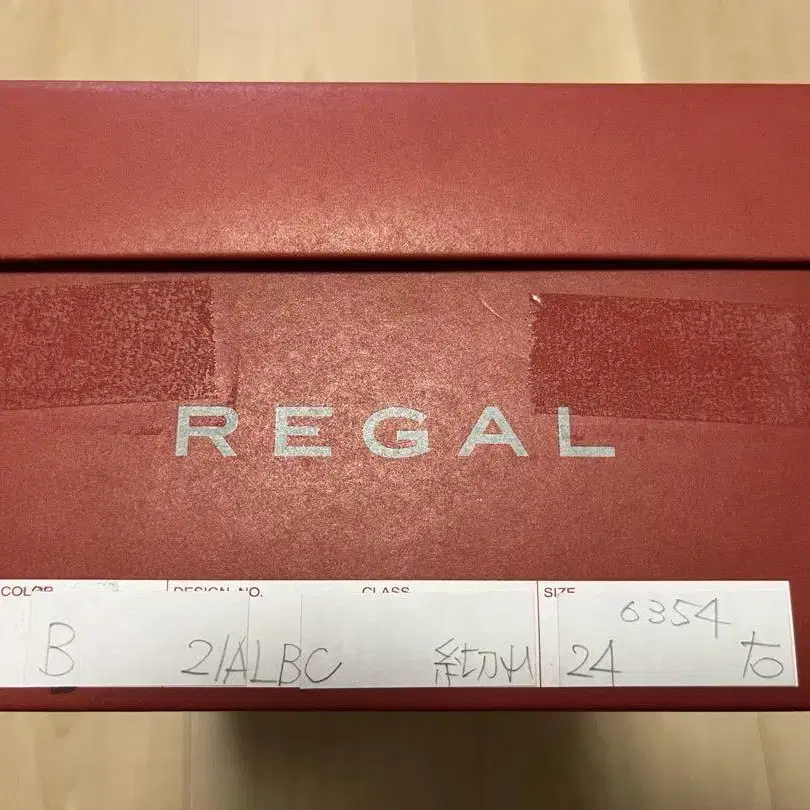 REGAL
COLOR DESIGN NO. CLASS SIZE
6354
B 21ALBC 24